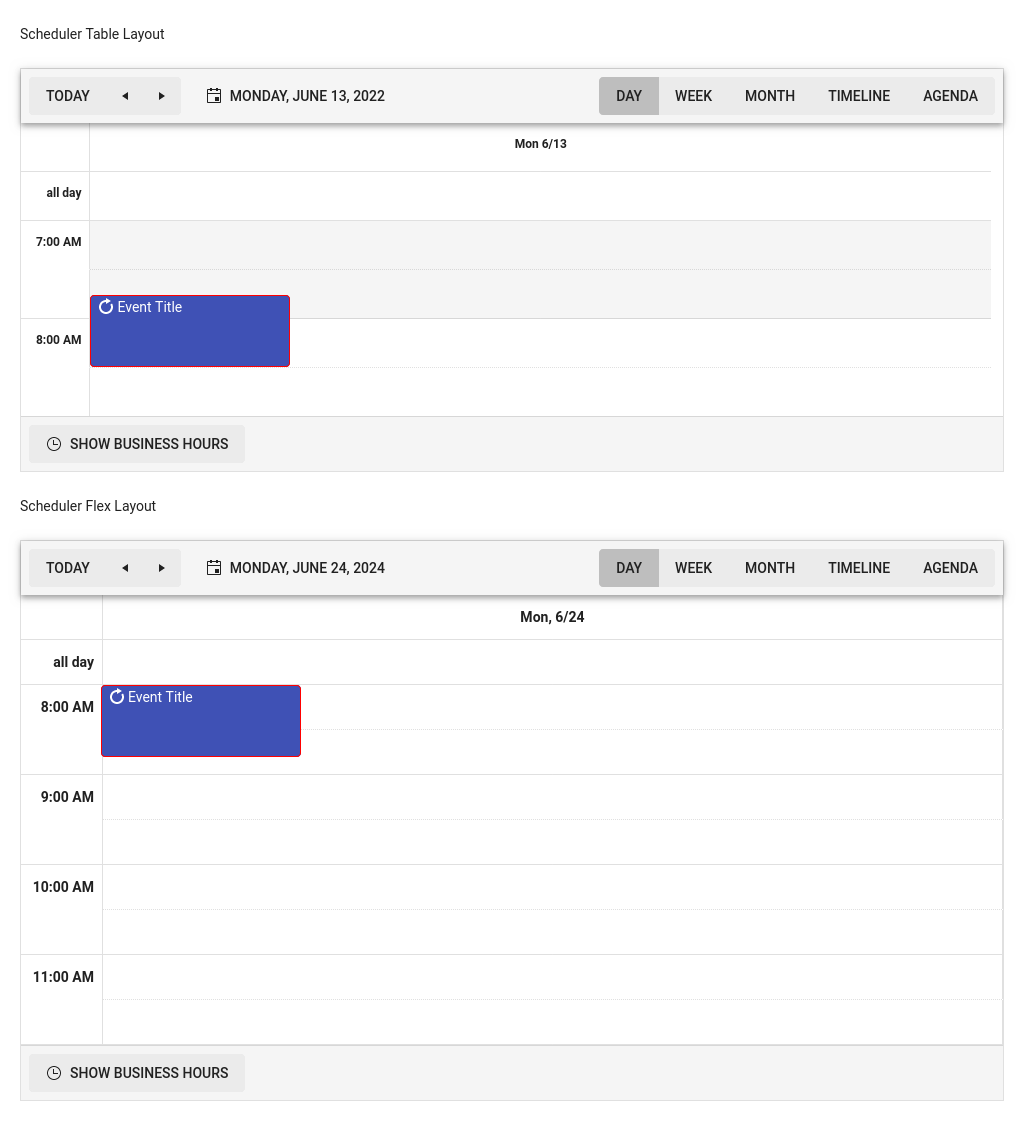 Scheduler Table Layout
TODAY MONDAY, JUNE 13, 2022 DAY WEEK MONTH TIMELINE AGENDA
Mon 6/13
all day
7:00 AM
Event Title
8:00 AM
SHOW BUSINESS HOURS
Scheduler Flex Layout
TODAY MONDAY, JUNE 24, 2024 DAY WEEK MONTH TIMELINE AGENDA
Mon, 6/24
all day
8:00 AM Event Title
9:00 AM
10:00 AM
11:00 AM
SHOW BUSINESS HOURS